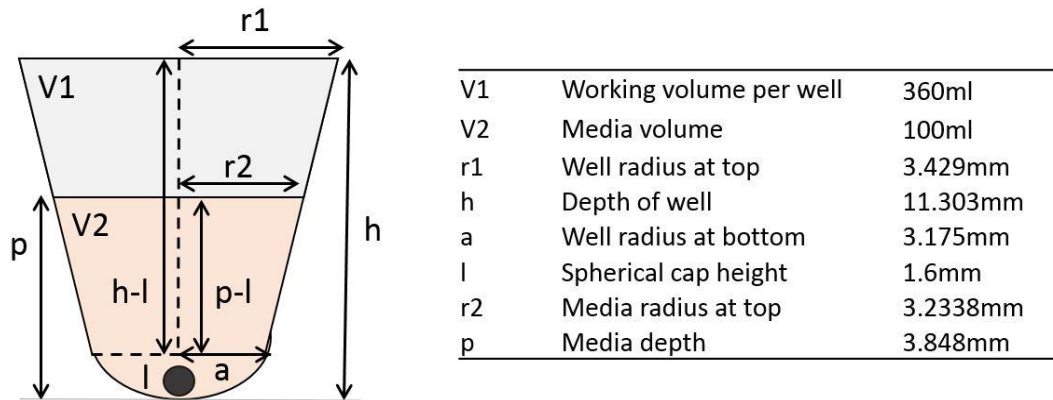 r1
V1
r2
h
p
V2
h-l
p-l
l
a
V1 Working volume per well 360ml
V2 Media volume 100ml
r1 Well radius at top 3.429mm
h Depth of well 11.303mm
a Well radius at bottom 3.175mm
l Spherical cap height 1.6mm
r2 Media radius at top 3.2338mm
p Media depth 3.848mm